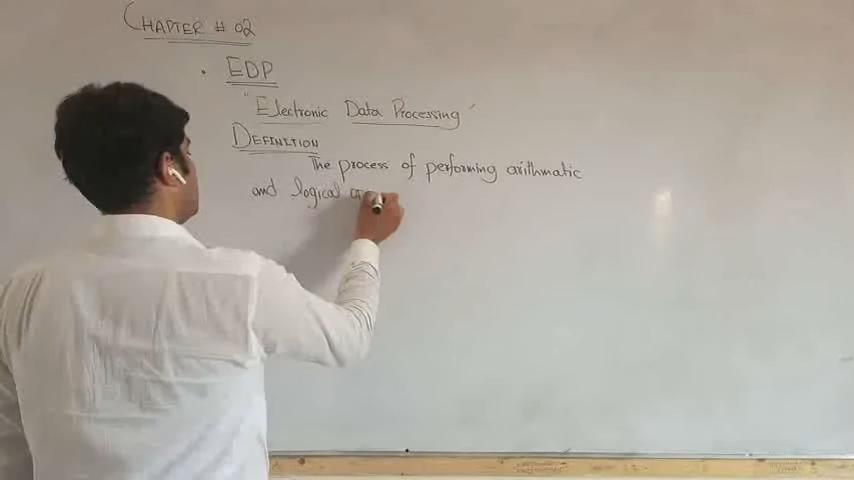 CHAPTER # 02
. EDP
"Electronic Data Processing"
DEFINITION
The process of performing arithmatic
and logical